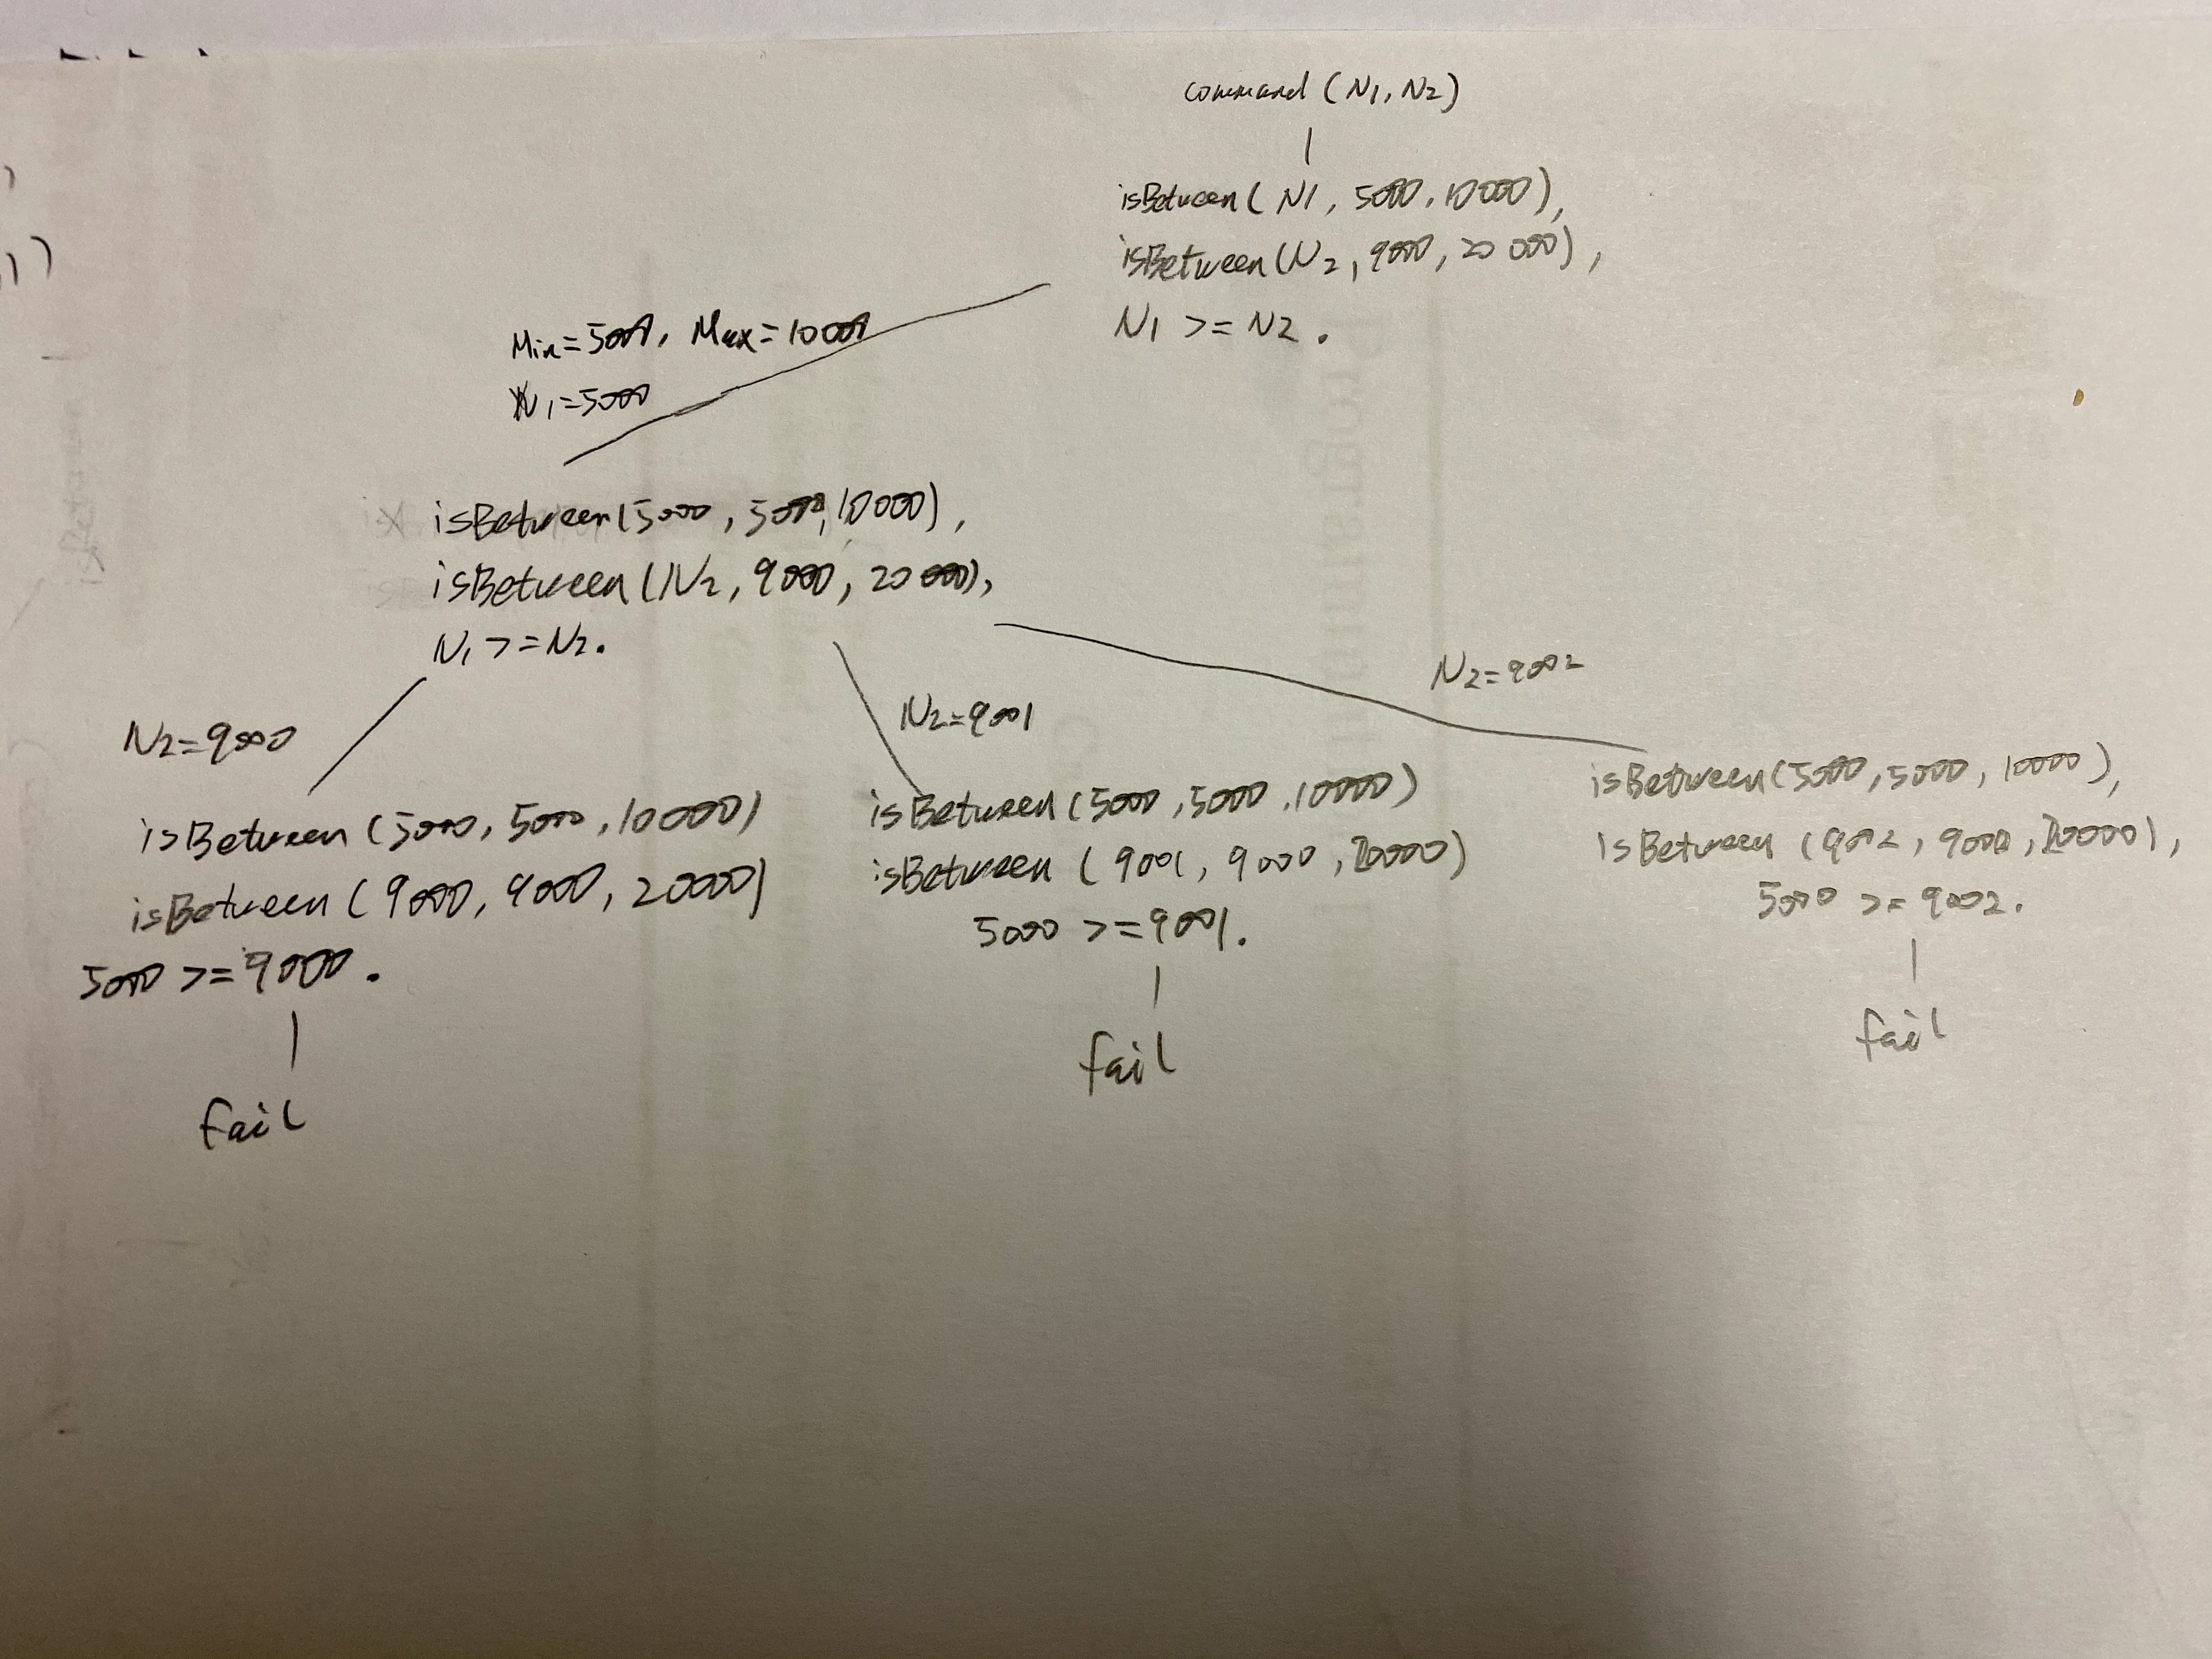 command (N1, N2)
isBetween( N1, 5000, 10000),
isBetween(N2, 9000, 20000),
N1 >= N2.
Min=5000, Max=10000
N1=5000
isBetween(5000, 5000, 10000),
isBetween(N2, 9000, 20000),
N1 >= N2.
N2=9000
N2=9001
N2=9002
isBetween (5000, 5000, 10000)
isBetween (9000, 9000, 20000)
5000 >= 9000.
fail
isBetween (5000, 5000, 10000)
isBetween (9001, 9000, 20000)
5000 >= 9001.
fail
isBetween (5000, 5000, 10000),
isBetween (9002, 9000, 20000),
5000 >= 9002.
fail